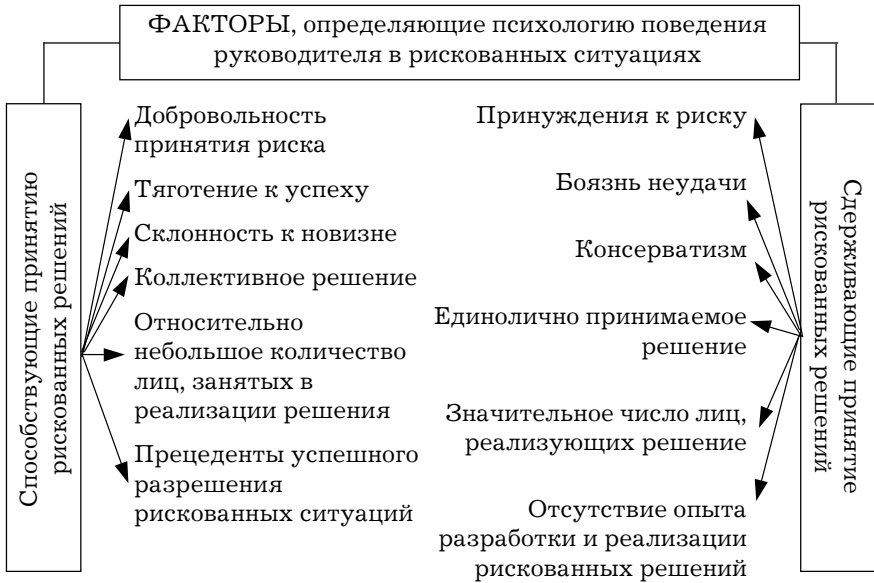 ФАКТОРЫ, определяющие психологию поведения
руководителя в рискованных ситуациях
Способствующие принятию
рискованных решений
Добровольность
принятия риска
Тяготение к успеху
Склонность к новизне
Коллективное решение
Относительно
небольшое количество
лиц, занятых в
реализации решения
Прецеденты успешного
разрешения
рискованных ситуаций
Принуждения к риску
Боязнь неудачи
Консерватизм
Единолично принимаемое
решение
Значительное число лиц,
реализующих решение
Отсутствие опыта
разработки и реализации
рискованных решений
Сдерживающие принятие
рискованных решений